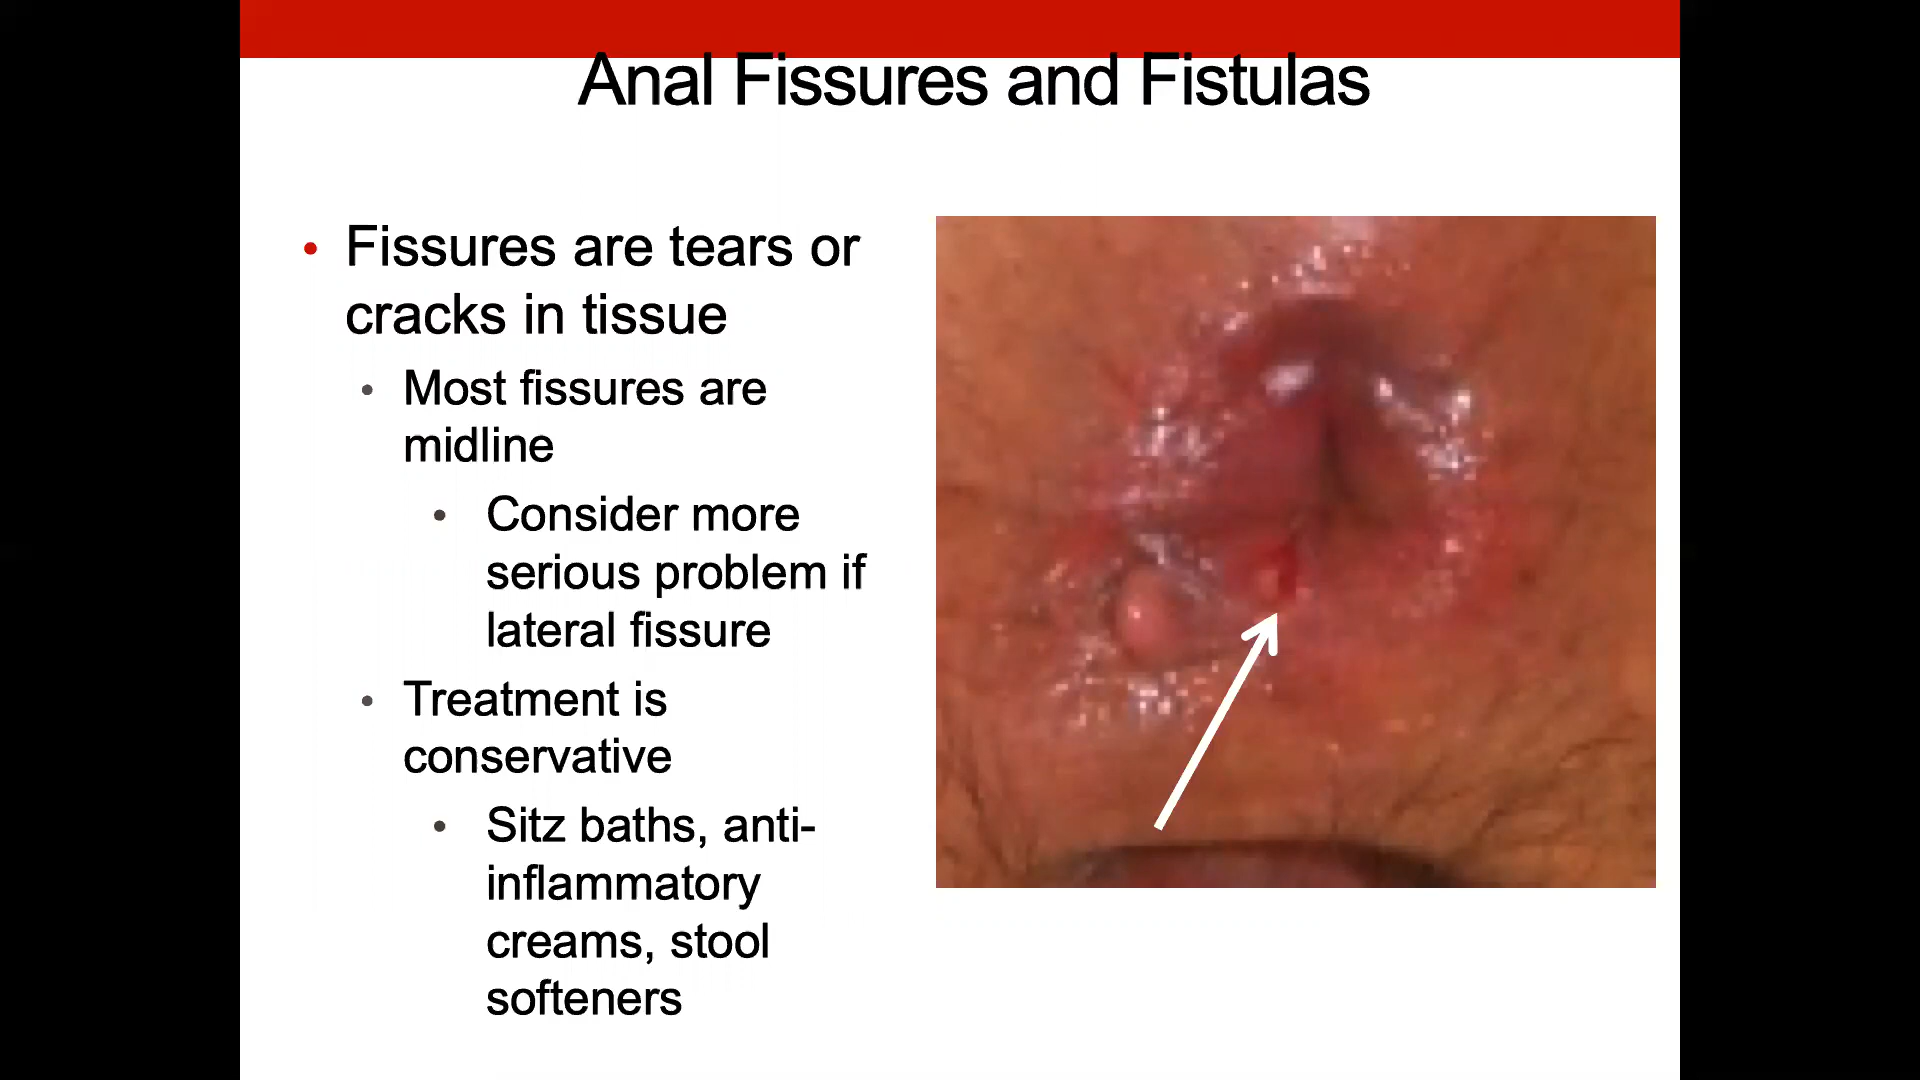 Anal Fissures and Fistulas
• Fissures are tears or
cracks in tissue
• Most fissures are
midline
• Consider more
serious problem if
lateral fissure
• Treatment is
conservative
• Sitz baths, anti-
inflammatory
creams, stool
softeners